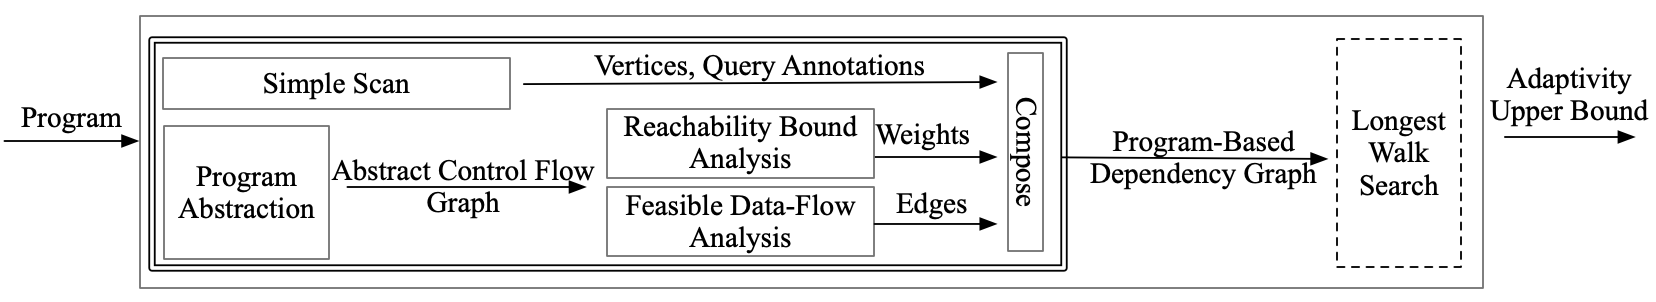 Program
Simple Scan
Vertices, Query Annotations
Program
Abstraction
Abstract Control Flow
Graph
Reachability Bound
Analysis
Weights
Feasible Data-Flow
Analysis
Edges
Compose
Program-Based
Dependency Graph
Longest
Walk
Search
Adaptivity
Upper Bound